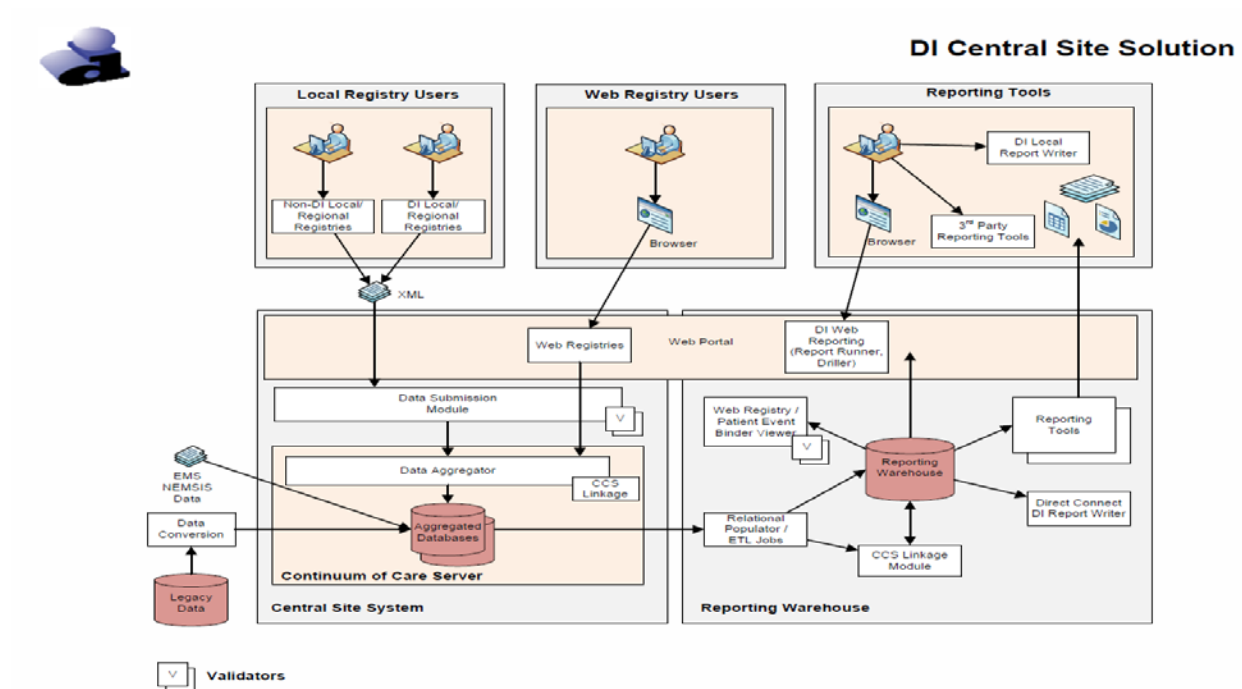 DI Central Site Solution
Local Registry Users
Web Registry Users
Reporting Tools
Non-DI Local/
Regional
Registries
DI Local/
Regional
Registries
Browser
DI Local
Report Writer
3rd Party
Reporting Tools
Browser
XML
Web Registries
Web Portal
DI Web
Reporting
(Report Runner,
Driller)
Data Submission
Module
V
Web Registry /
Patient Event
Binder Viewer
V
Reporting
Tools
EMS
NEMSIS
Data
Data Aggregator
CCS
Linkage
Reporting
Warehouse
Data
Conversion
Aggregated
Databases
Relational
Populator /
ETL Jobs
Direct Connect
DI Report Writer
CCS Linkage
Module
Continuum of Care Server
Legacy
Data
Central Site System
Reporting Warehouse
V
Validators